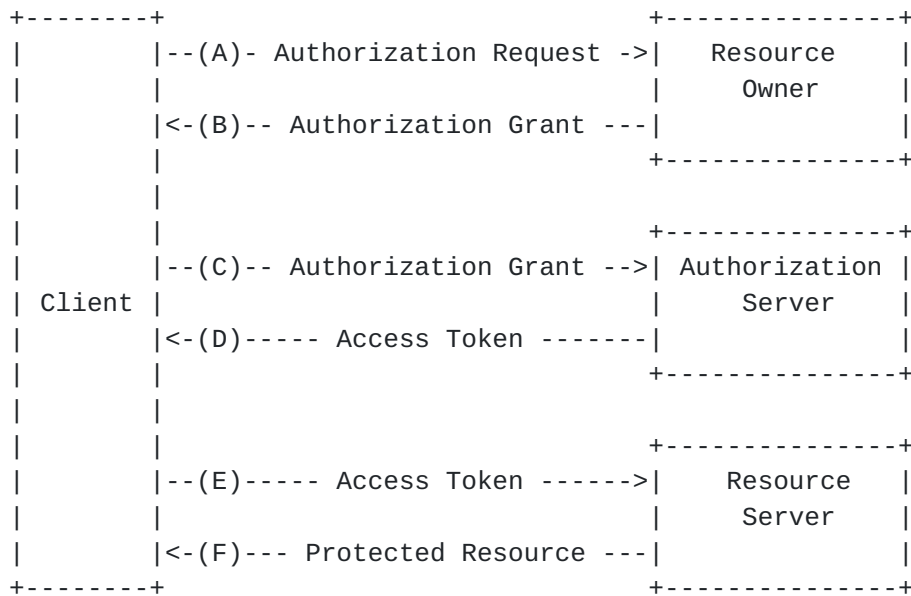 +--------+                               +---------------+
|        |--(A)- Authorization Request ->|   Resource    |
|        |                               |     Owner     |
|        |<-(B)-- Authorization Grant ---|               |
|        |                               +---------------+
|        |
|        |                               +---------------+
|        |--(C)-- Authorization Grant -->| Authorization |
| Client |                               |     Server    |
|        |<-(D)----- Access Token -------|               |
|        |                               +---------------+
|        |
|        |                               +---------------+
|        |--(E)----- Access Token ------>|    Resource   |
|        |                               |     Server    |
|        |<-(F)--- Protected Resource ---|               |
+--------+                               +---------------+